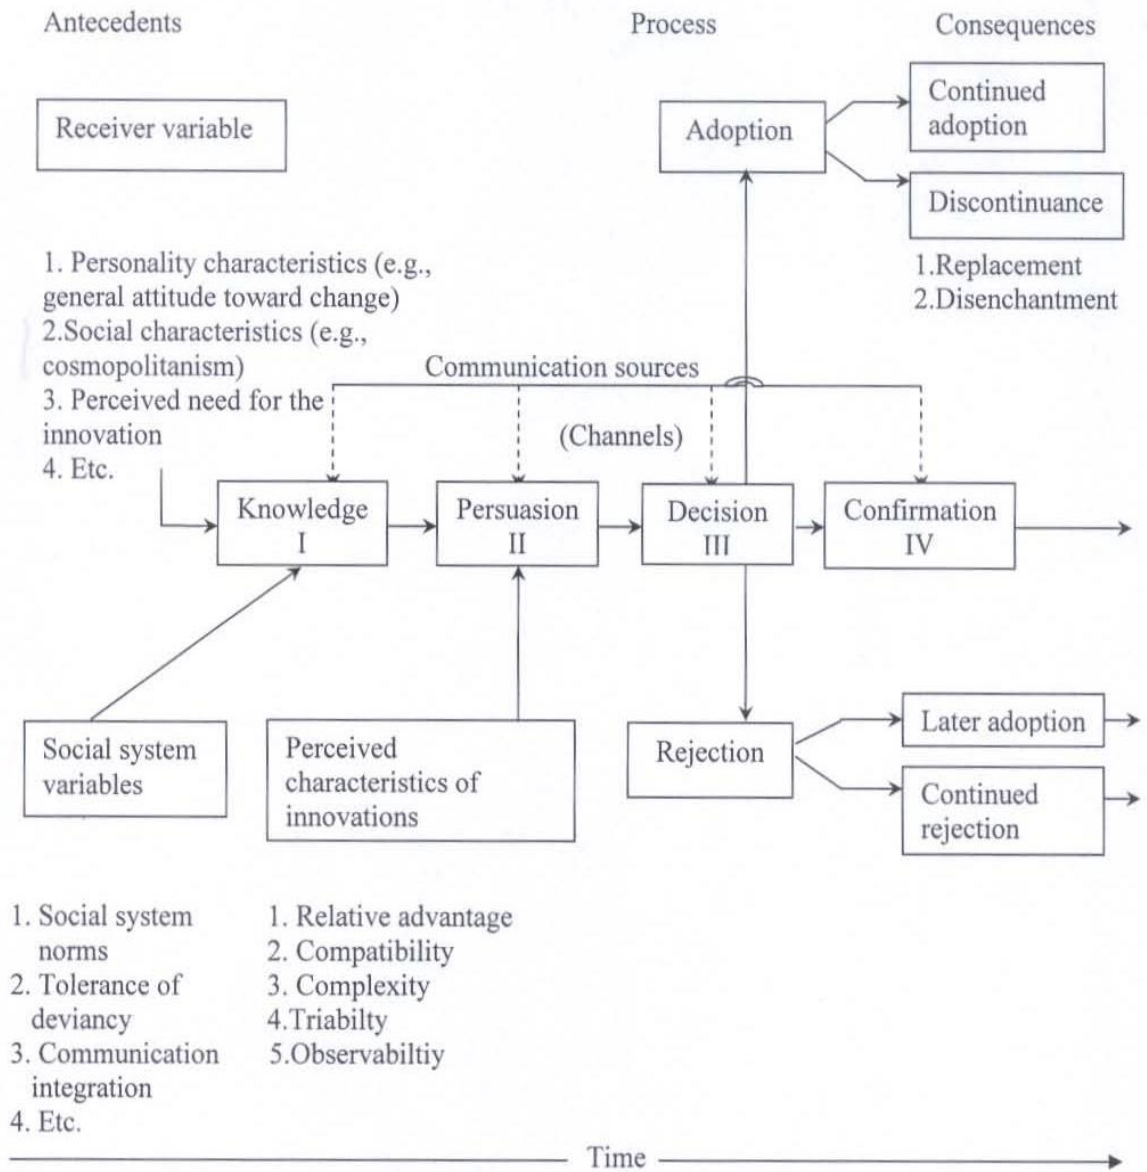 Antecedents
Process
Consequences
Receiver variable
Adoption
Continued
adoption
Discontinuance
1.Replacement
2.Disenchantment
1. Personality characteristics (e.g.,
general attitude toward change)
2.Social characteristics (e.g.,
cosmopolitanism)
3. Perceived need for the
innovation
4. Etc.
Communication sources
(Channels)
Knowledge
I
Persuasion
II
Decision
III
Confirmation
IV
Social system
variables
Perceived
characteristics of
innovations
Rejection
Later adoption
Continued
rejection
1. Social system
norms
2. Tolerance of
deviancy
3. Communication
integration
4. Etc.
1. Relative advantage
2. Compatibility
3. Complexity
4.Triabilty
5.Observabiltiy
Time